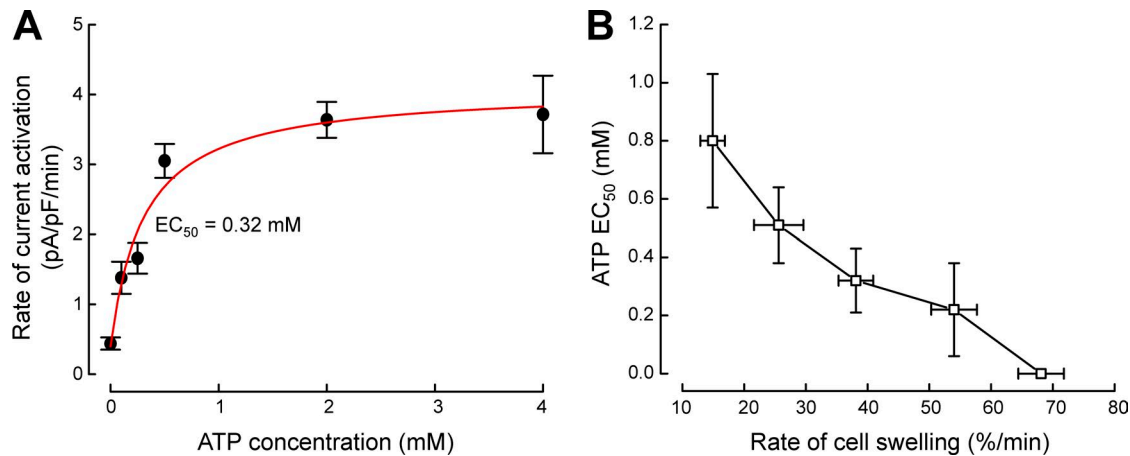 A
Rate of current activation
(pA/pF/min)
5
4
3
2
1
0
EC₅₀ = 0.32 mM
0 1 2 3 4
ATP concentration (mM)
B
ATP EC₅₀ (mM)
1.2
1.0
0.8
0.6
0.4
0.2
0.0
10 20 30 40 50 60 70 80
Rate of cell swelling (%/min)